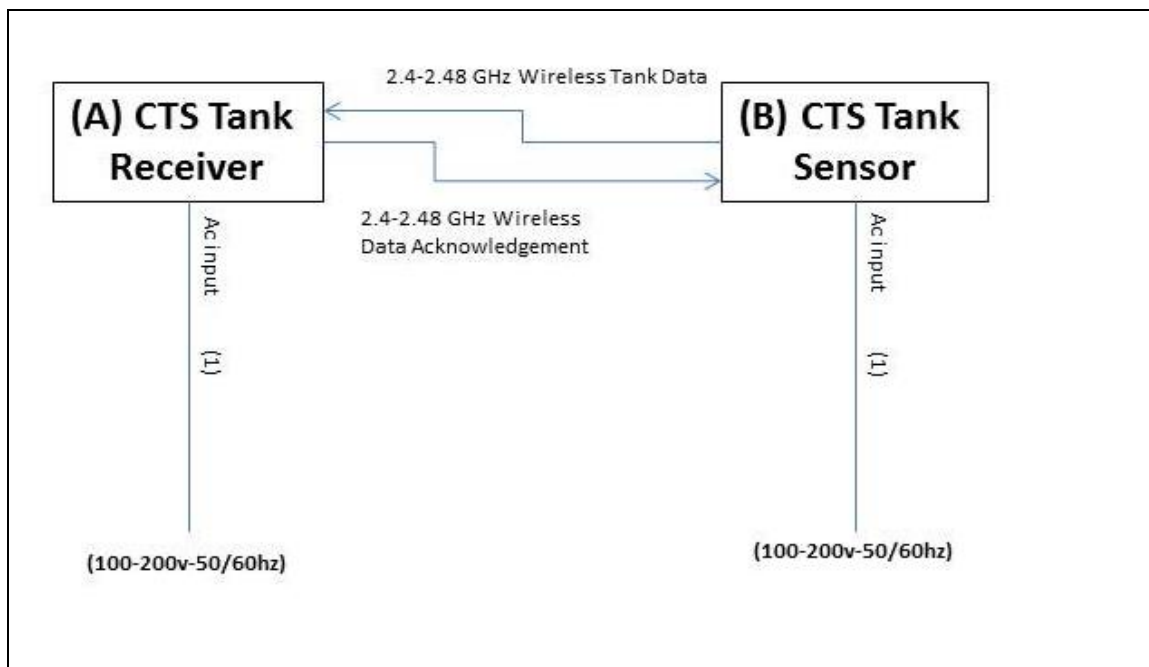 2.4-2.48 GHz Wireless Tank Data
(A) CTS Tank
Receiver
(B) CTS Tank
Sensor
2.4-2.48 GHz Wireless
Data Acknowledgement
Ac input (1)
Ac input (1)
(100-200v-50/60hz)
(100-200v-50/60hz)